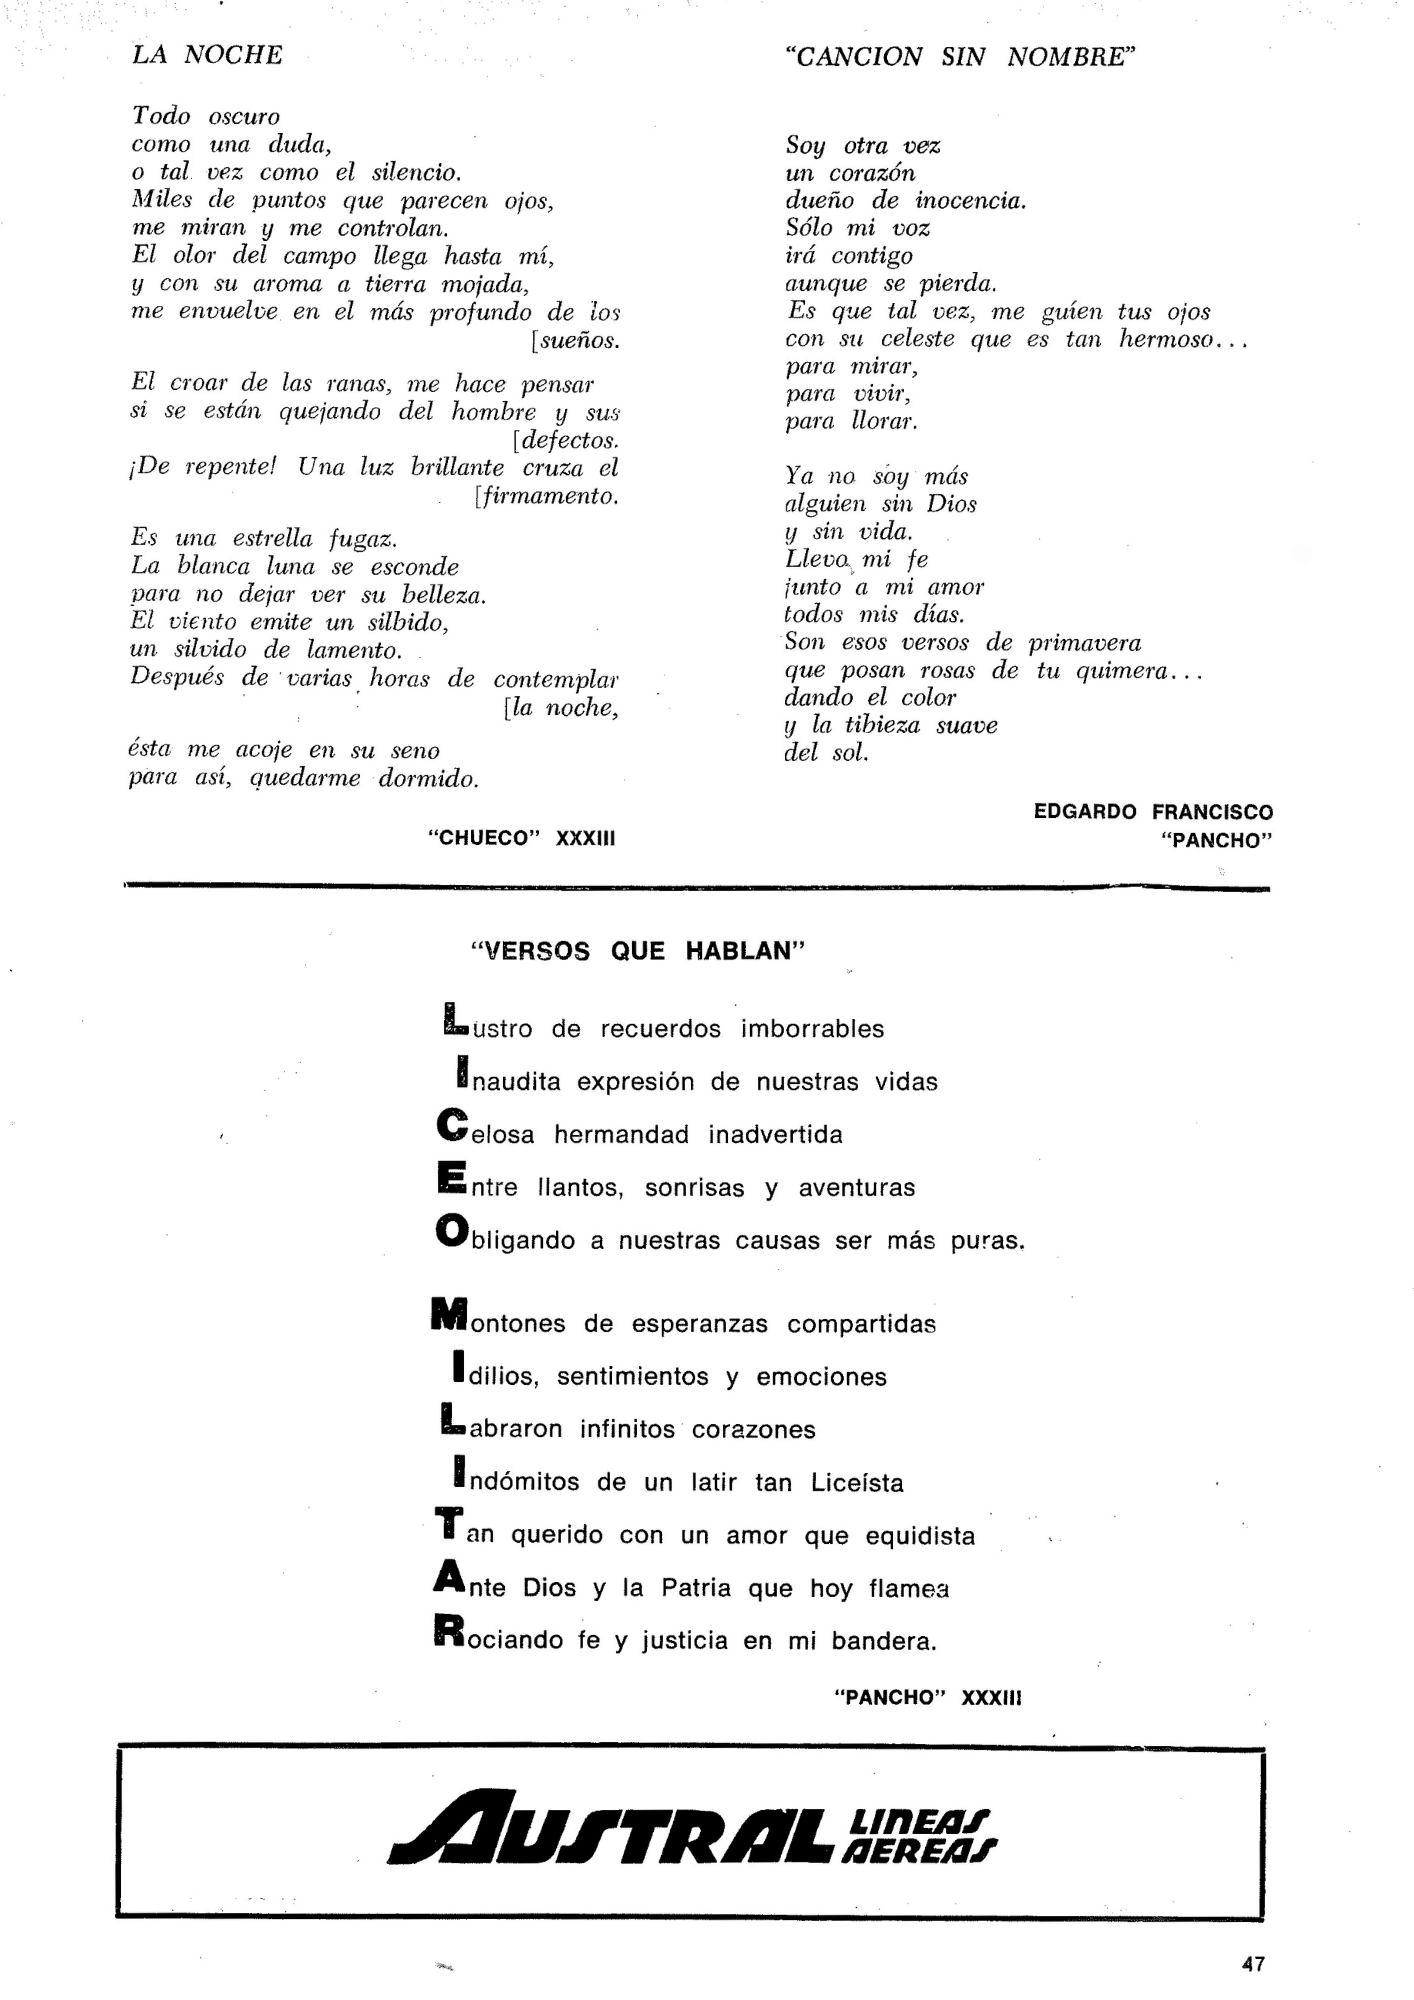 LA NOCHE
Todo oscuro
como una duda,
o tal vez como el silencio.
Miles de puntos que parecen ojos,
me miran y me controlan.
El olor del campo llega hasta mí,
y con su aroma a tierra mojada,
me envuelve en el más profundo de los
[sueños.
El croar de las ranas, me hace pensar
si se están quejando del hombre y sus
[defectos.
¡De repente! Una luz brillante cruza el
[firmamento.
Es una estrella fugaz.
La blanca luna se esconde
para no dejar ver su belleza.
El viento emite un silbido,
un silvido de lamento.
Después de varias horas de contemplar
[la noche,
ésta me acoje en su seno
para así, quedarme dormido.
"CHUECO" XXXIII
"CANCION SIN NOMBRE"
Soy otra vez
un corazón
dueño de inocencia.
Sólo mi voz
irá contigo
aunque se pierda.
Es que tal vez, me guíen tus ojos
con su celeste que es tan hermoso...
para mirar,
para vivir,
para llorar.
Ya no soy más
alguien sin Dios
y sin vida.
Llevo mi fe
junto a mi amor
todos mis días.
Son esos versos de primavera
que posan rosas de tu quimera...
dando el color
y la tibieza suave
del sol.
EDGARDO FRANCISCO
"PANCHO"
"VERSOS QUE HABLAN"
Lustro de recuerdos imborrables
Inaudita expresión de nuestras vidas
Celosa hermandad inadvertida
Entre llantos, sonrisas y aventuras
Obligando a nuestras causas ser más puras.
Montones de esperanzas compartidas
Idilios, sentimientos y emociones
Labraron infinitos corazones
Indómitos de un latir tan Liceísta
Tan querido con un amor que equidista
Ante Dios y la Patria que hoy flamea
Rociando fe y justicia en mi bandera.
"PANCHO" XXXIII
AUSTRAL LINEAS
AEREAS
47